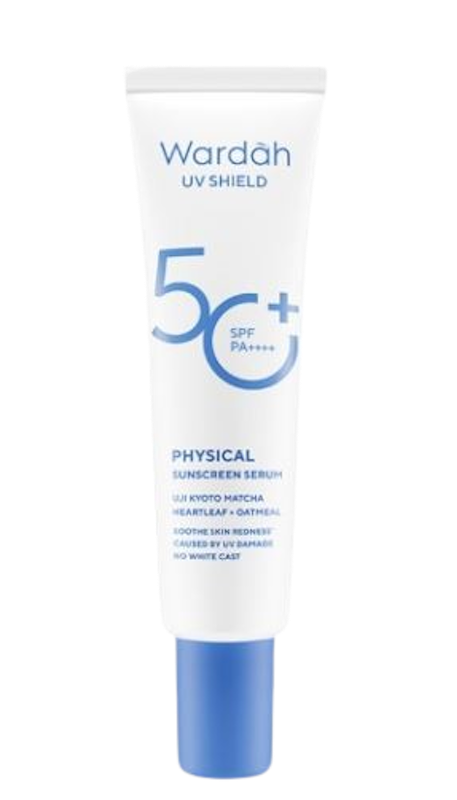 Wardah
UV SHIELD
50+
SPF
PA++++
PHYSICAL
SUNSCREEN SERUM
UJI KYOTO MATCHA
HEARTLEAF + OATMEAL
SOOTHE SKIN REDNESS*
CAUSED BY UV DAMAGE
NO WHITE CAST